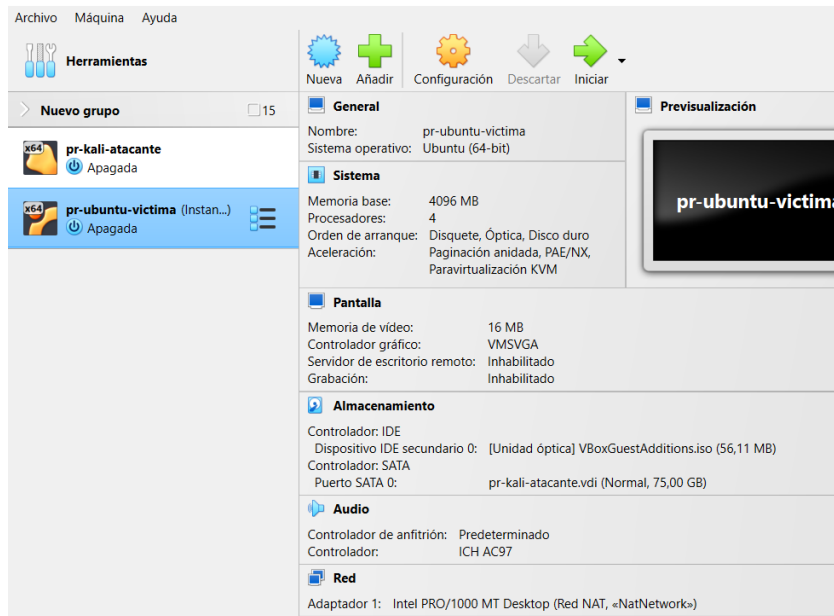 Archivo Máquina Ayuda
Herramientas
Nueva Añadir Configuración Descartar Iniciar
Nuevo grupo 15
x64 pr-kali-atacante
Apagada
x64 pr-ubuntu-victima (Instan...)
Apagada
General
Nombre: pr-ubuntu-victima
Sistema operativo: Ubuntu (64-bit)
Sistema
Memoria base: 4096 MB
Procesadores: 4
Orden de arranque: Disquete, Óptica, Disco duro
Aceleración: Paginación anidada, PAE/NX,
Paravirtualización KVM
Previsualización
pr-ubuntu-victima
Pantalla
Memoria de vídeo: 16 MB
Controlador gráfico: VMSVGA
Servidor de escritorio remoto: Inhabilitado
Grabación: Inhabilitado
Almacenamiento
Controlador: IDE
Dispositivo IDE secundario 0: [Unidad óptica] VBoxGuestAdditions.iso (56,11 MB)
Controlador: SATA
Puerto SATA 0: pr-kali-atacante.vdi (Normal, 75,00 GB)
Audio
Controlador de anfitrión: Predeterminado
Controlador: ICH AC97
Red
Adaptador 1: Intel PRO/1000 MT Desktop (Red NAT, «NatNetwork»)